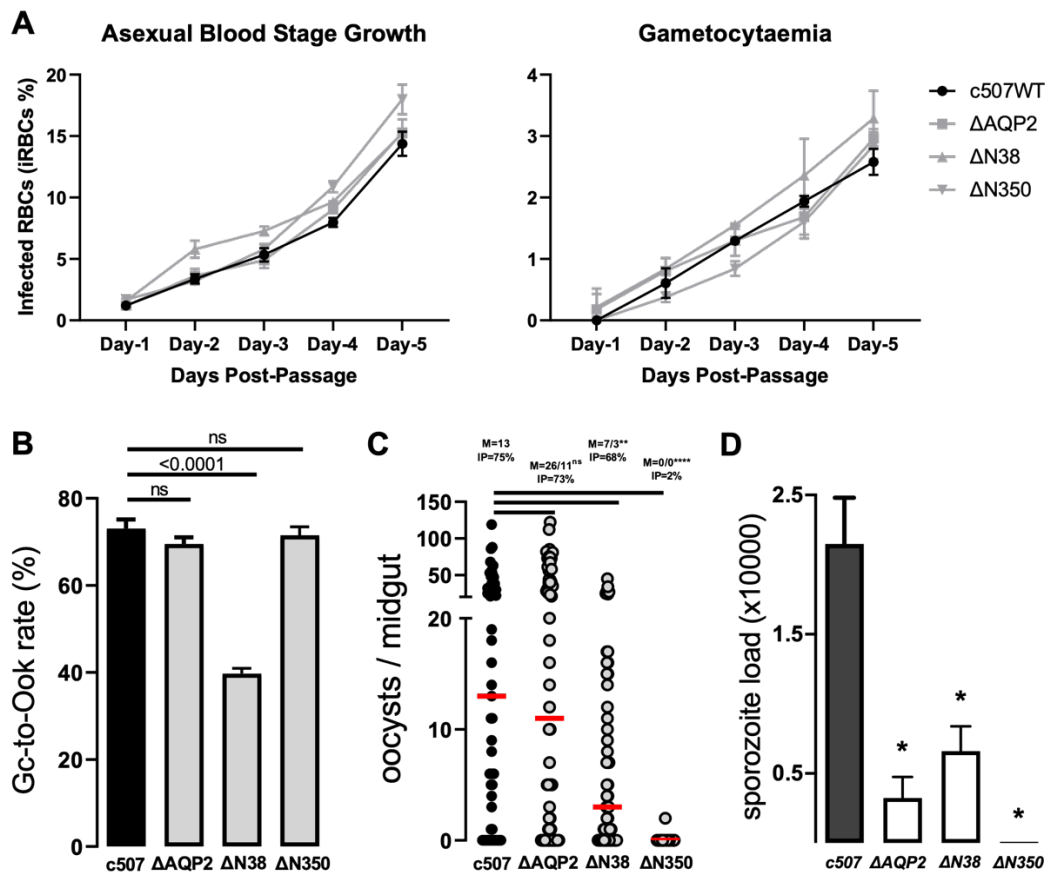 A
Asexual Blood Stage Growth
Infected RBCs (iRBCs %)
20
15
10
5
0
Day-1 Day-2 Day-3 Day-4 Day-5
Days Post-Passage
Gametocytaemia
4
3
2
1
0
Day-1 Day-2 Day-3 Day-4 Day-5
Days Post-Passage
c507WT
ΔAQP2
ΔN38
ΔN350
B
Gc-to-Ook rate (%)
80
60
40
20
0
ns
<0.0001
ns
c507 ΔAQP2 ΔN38 ΔN350
C
oocysts / midgut
M=13
IP=75%
M=26/11ns
IP=73%
M=7/3**
IP=68%
M=0/0****
IP=2%
150
100
50
20
10
0
c507 ΔAQP2 ΔN38 ΔN350
D
sporozoite load (x10000)
2.5
1.5
0.5
*
*
*
c507 ΔAQP2 ΔN38 ΔN350